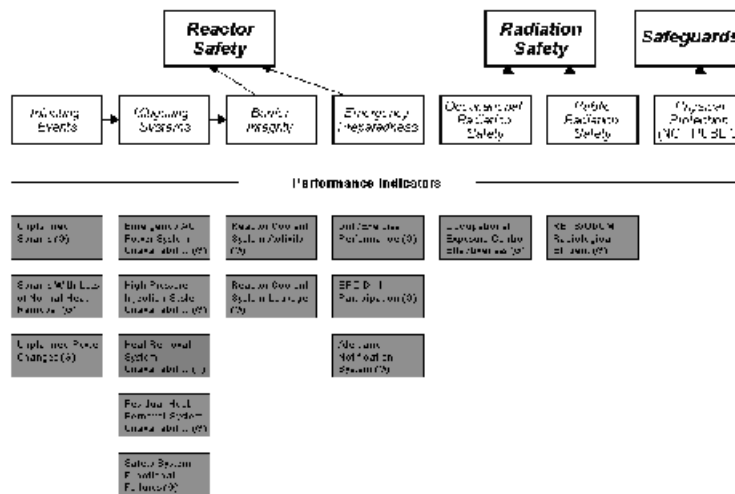 Reactor
Safety
Radiation
Safety
Safeguards
Initiating
Events
Mitigating
Systems
Barrier
Integrity
Emergency
Preparedness
Occupational
Radiation
Safety
Public
Radiation
Safety
Physical
Protection
Performance Indicators
Unplanned
Scrams
Scrams With Loss
of Normal Heat
Removal
Unplanned Power
Changes
Emergency AC
Power System
Unavailability
High Pressure
Injection System
Unavailability
Heat Removal
System
Unavailability
Residual Heat
Removal System
Unavailability
Safety System
Functional
Failures
Reactor Coolant
System Activity
Reactor Coolant
System Leakage
Drill/Exercise
Performance
ERO Drill
Participation
Alert and
Notification
System
Occupational
Exposure Control
Effectiveness
RETS/ODCM
Radiological
Effluent